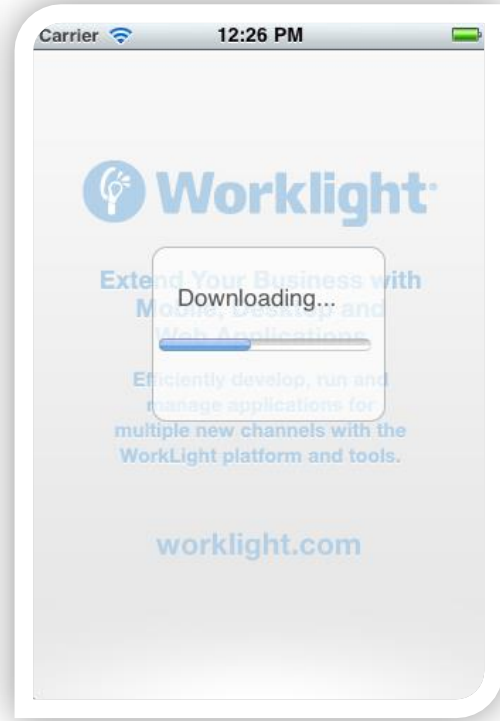 Carrier 12:26 PM
Worklight
Extend Your Business with
Downloading...
Mobile, Desktop and
Web Applications
Efficiently develop, run and
manage applications for
multiple new channels with the
WorkLight platform and tools.
worklight.com